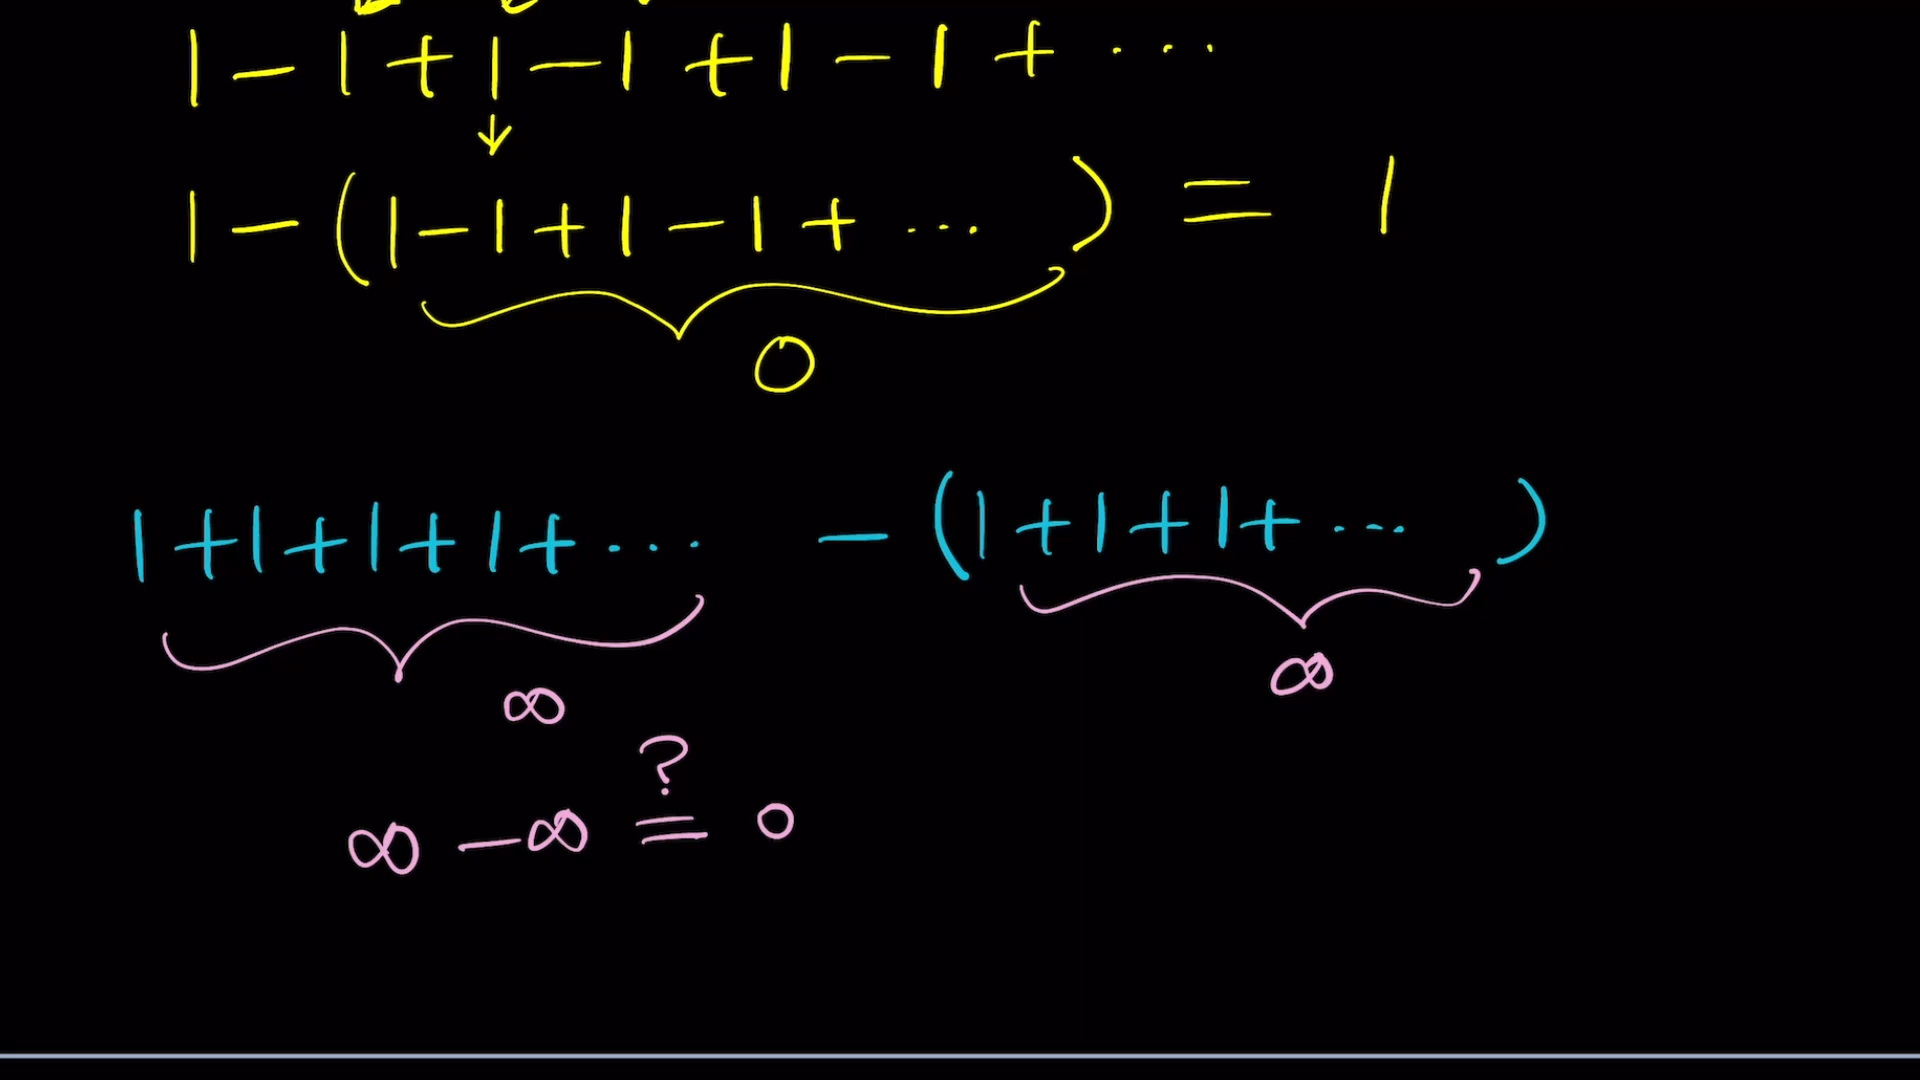 1 - 1 + 1 - 1 + 1 - 1 + ...
↓
1 - (1 - 1 + 1 - 1 + ... ) = 1
0
1 + 1 + 1 + 1 + ... - (1 + 1 + 1 + ... )
∞ ∞
?
∞ - ∞ = 0